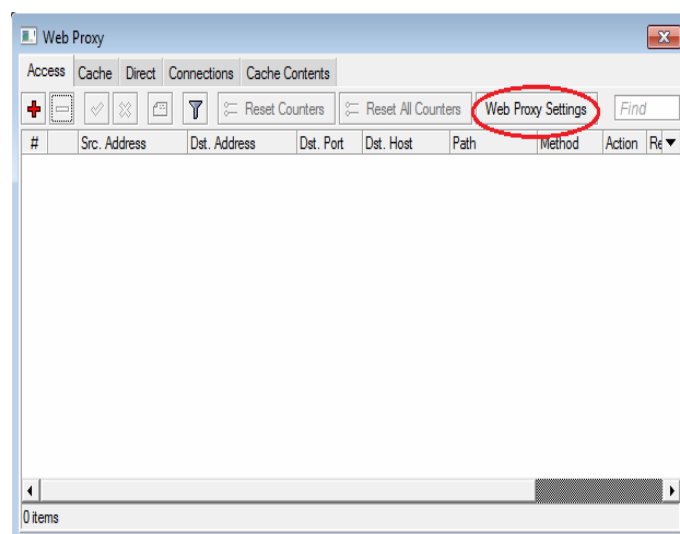 Web Proxy
Access Cache Direct Connections Cache Contents
Reset Counters Reset All Counters Web Proxy Settings Find
# Src. Address Dst. Address Dst. Port Dst. Host Path Method Action Re
0 items